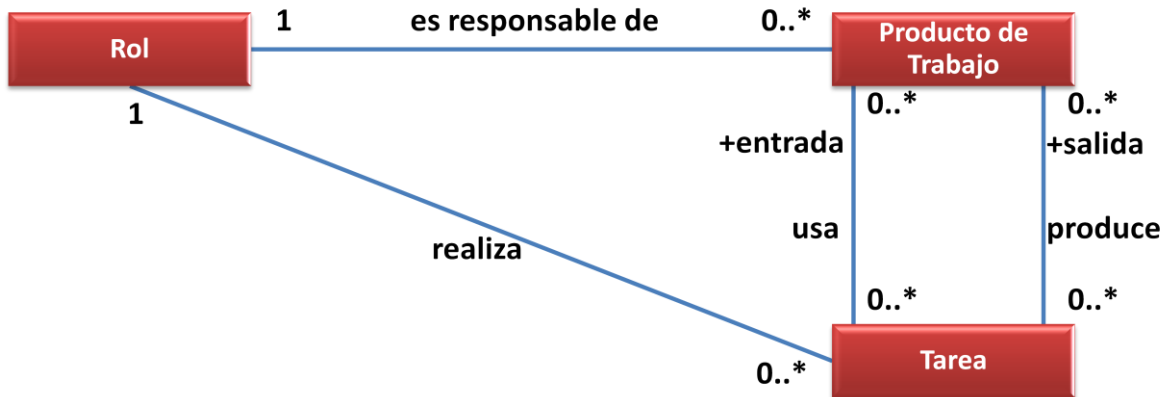 1 es responsable de 0..*
Rol
Producto de
Trabajo
1
0..* 0..*
+entrada +salida
usa produce
realiza
0..* 0..*
Tarea
0..*